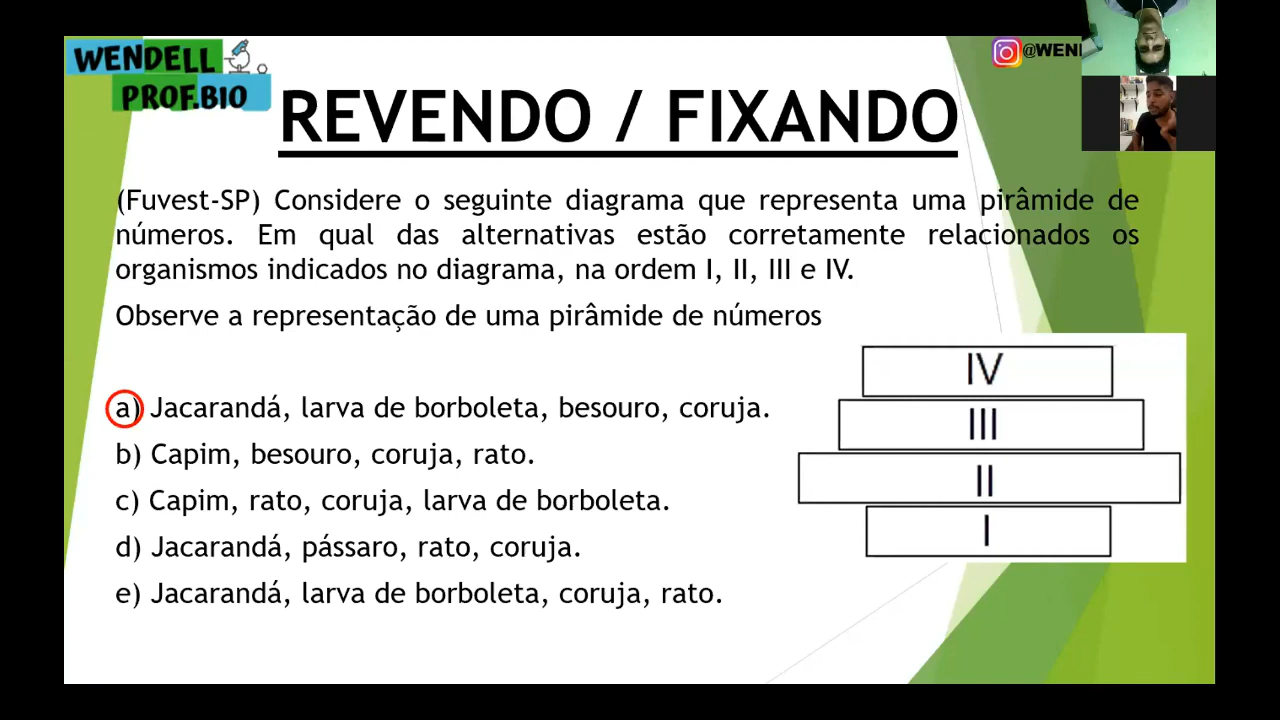 WENDELL
PROF.BIO
@WEN
REVENDO / FIXANDO
(Fuvest-SP) Considere o seguinte diagrama que representa uma pirâmide de
números. Em qual das alternativas estão corretamente relacionados os
organismos indicados no diagrama, na ordem I, II, III e IV.
Observe a representação de uma pirâmide de números
a) Jacarandá, larva de borboleta, besouro, coruja.
b) Capim, besouro, coruja, rato.
c) Capim, rato, coruja, larva de borboleta.
d) Jacarandá, pássaro, rato, coruja.
e) Jacarandá, larva de borboleta, coruja, rato.
IV
III
II
I